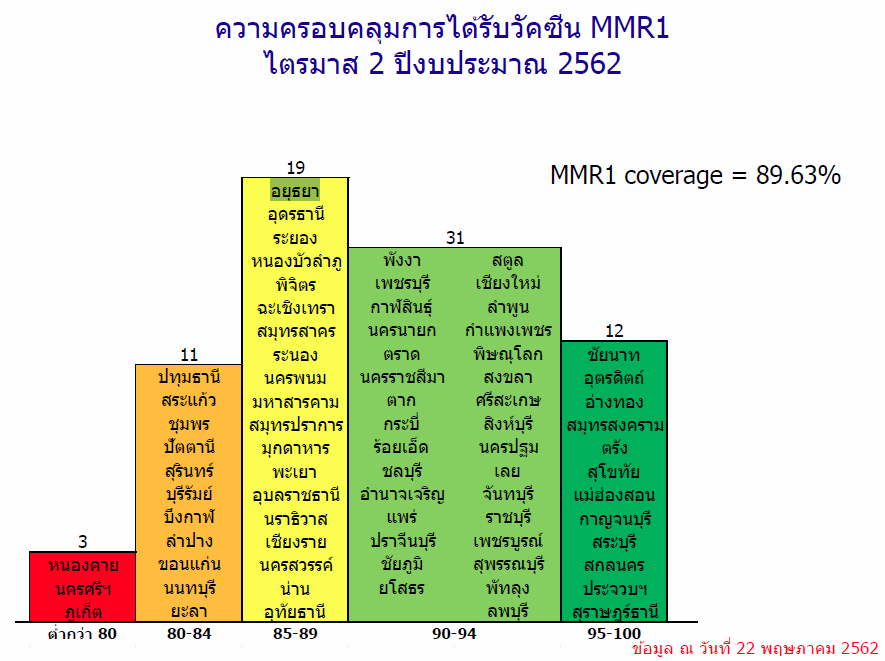 ความครอบคลุมการได้รับวัคซีน MMR1
ไตรมาส 2 ปีงบประมาณ 2562
MMR1 coverage = 89.63%
3
หนองคาย
นครศรีฯ
ภูเก็ต
ต่ำกว่า 80
11
ปทุมธานี
สระแก้ว
ชุมพร
ปัตตานี
สุรินทร์
บุรีรัมย์
บึงกาฬ
ลำปาง
ขอนแก่น
นนทบุรี
ยะลา
80-84
19
อยุธยา
อุดรธานี
ระยอง
หนองบัวลำภู
พิจิตร
ฉะเชิงเทรา
สมุทรสาคร
ระนอง
นครพนม
มหาสารคาม
สมุทรปราการ
มุกดาหาร
พะเยา
อุบลราชธานี
นราธิวาส
เชียงราย
นครสวรรค์
น่าน
อุทัยธานี
85-89
31
พังงา
เพชรบุรี
กาฬสินธุ์
นครนายก
ตราด
นครราชสีมา
ตาก
กระบี่
ร้อยเอ็ด
ชลบุรี
อำนาจเจริญ
แพร่
ปราจีนบุรี
ชัยภูมิ
ยโสธร
สตูล
เชียงใหม่
ลำพูน
กำแพงเพชร
พิษณุโลก
สงขลา
ศรีสะเกษ
สิงห์บุรี
นครปฐม
เลย
จันทบุรี
ราชบุรี
เพชรบูรณ์
สุพรรณบุรี
พัทลุง
ลพบุรี
90-94
12
ชัยนาท
อุตรดิตถ์
อ่างทอง
สมุทรสงคราม
ตรัง
สุโขทัย
แม่ฮ่องสอน
กาญจนบุรี
สระบุรี
สกลนคร
ประจวบฯ
สุราษฎร์ธานี
95-100
ข้อมูล ณ วันที่ 22 พฤษภาคม 2562